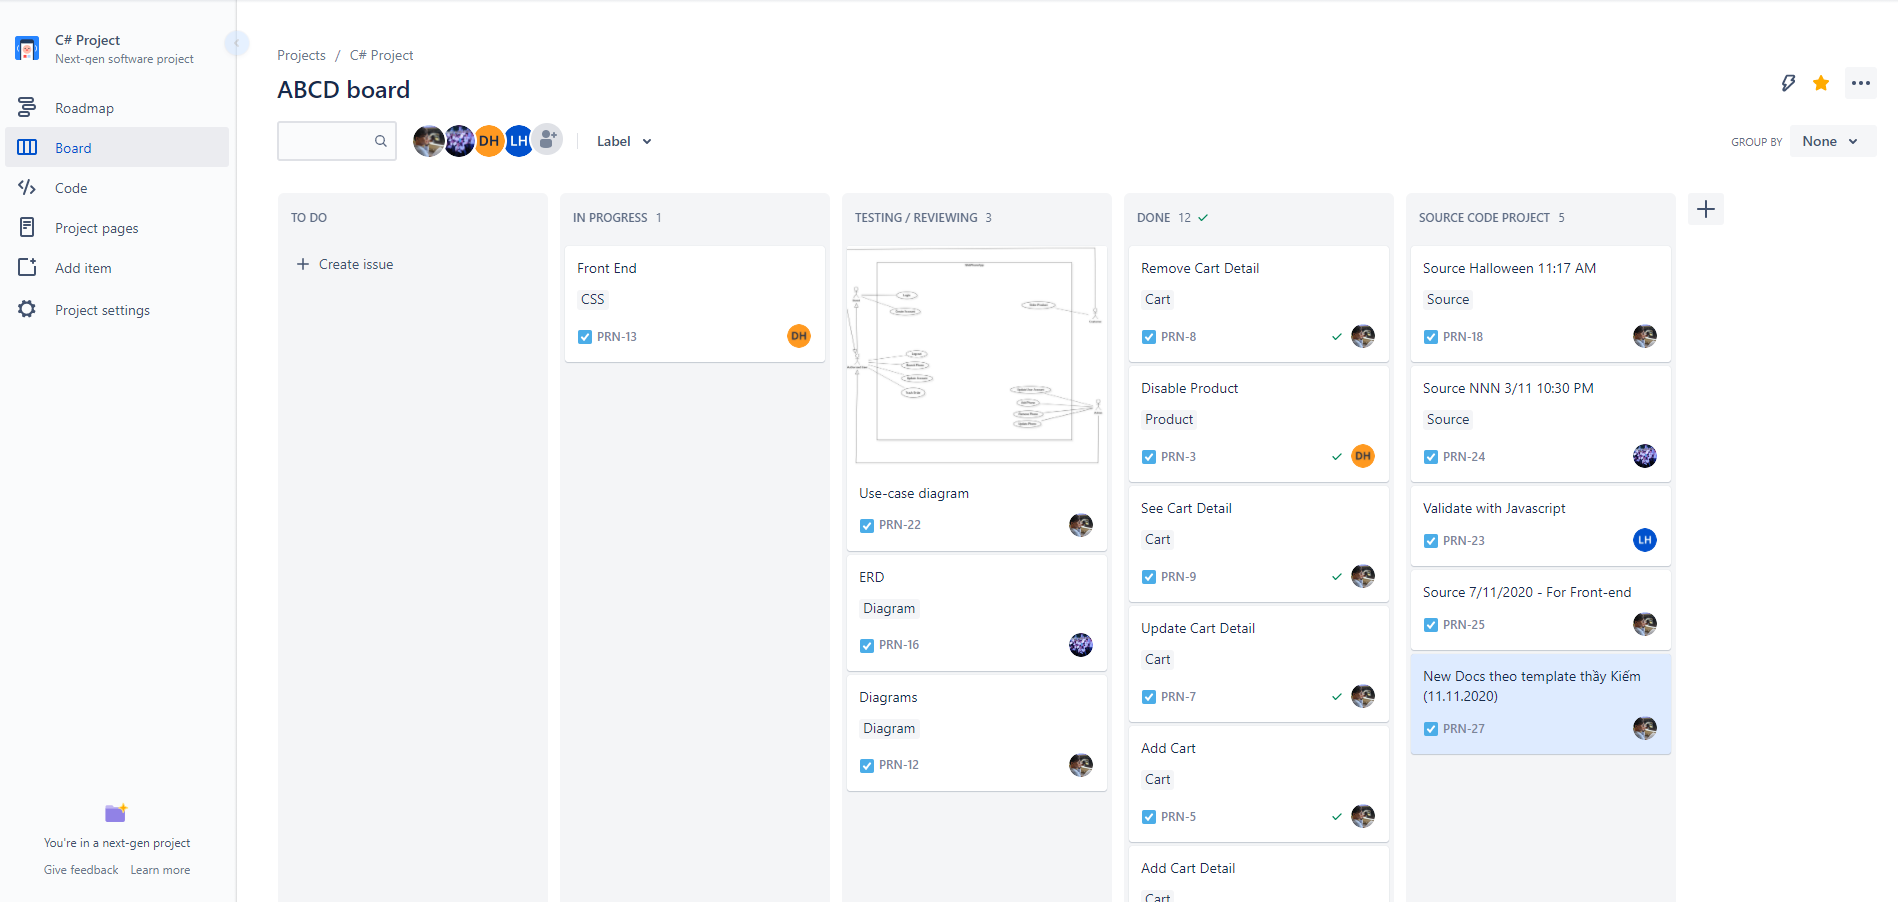 C# Project
Next-gen software project
Roadmap
Board
Code
Project pages
Add item
Project settings
You're in a next-gen project
Give feedback Learn more
Projects / C# Project
ABCD board
DH LH
Label
GROUP BY None
TO DO
Create issue
IN PROGRESS 1
Front End
CSS
PRN-13
DH
TESTING / REVIEWING 3
Use-case diagram
PRN-22
ERD
Diagram
PRN-16
Diagrams
Diagram
PRN-12
DONE 12
Remove Cart Detail
Cart
PRN-8
Disable Product
Product
PRN-3
DH
See Cart Detail
Cart
PRN-9
Update Cart Detail
Cart
PRN-7
Add Cart
Cart
PRN-5
Add Cart Detail
Cart
SOURCE CODE PROJECT 5
Source Halloween 11:17 AM
Source
PRN-18
Source NNN 3/11 10:30 PM
Source
PRN-24
Validate with Javascript
PRN-23
LH
Source 7/11/2020 - For Front-end
PRN-25
New Docs theo template thầy Kiếm
(11.11.2020)
PRN-27